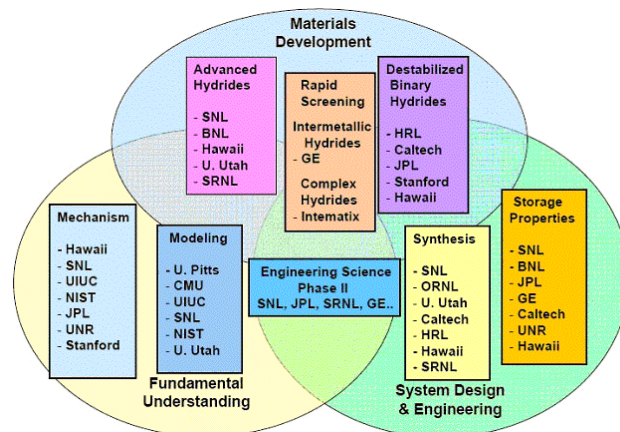 Materials
Development
Advanced
Hydrides
- SNL
- BNL
- Hawaii
- U. Utah
- SRNL
Rapid
Screening
Intermetallic
Hydrides
- GE
Complex
Hydrides
- Intematix
Destabilized
Binary
Hydrides
- HRL
- Caltech
- JPL
- Stanford
- Hawaii
Mechanism
- Hawaii
- SNL
- UIUC
- NIST
- JPL
- UNR
- Stanford
Modeling
- U. Pitts
- CMU
- UIUC
- SNL
- NIST
- U. Utah
Engineering Science
Phase II
SNL, JPL, SRNL, GE..
Synthesis
- SNL
- ORNL
- U. Utah
- Caltech
- HRL
- Hawaii
- SRNL
Storage
Properties
- SNL
- BNL
- JPL
- GE
- Caltech
- UNR
- Hawaii
Fundamental
Understanding
System Design
& Engineering